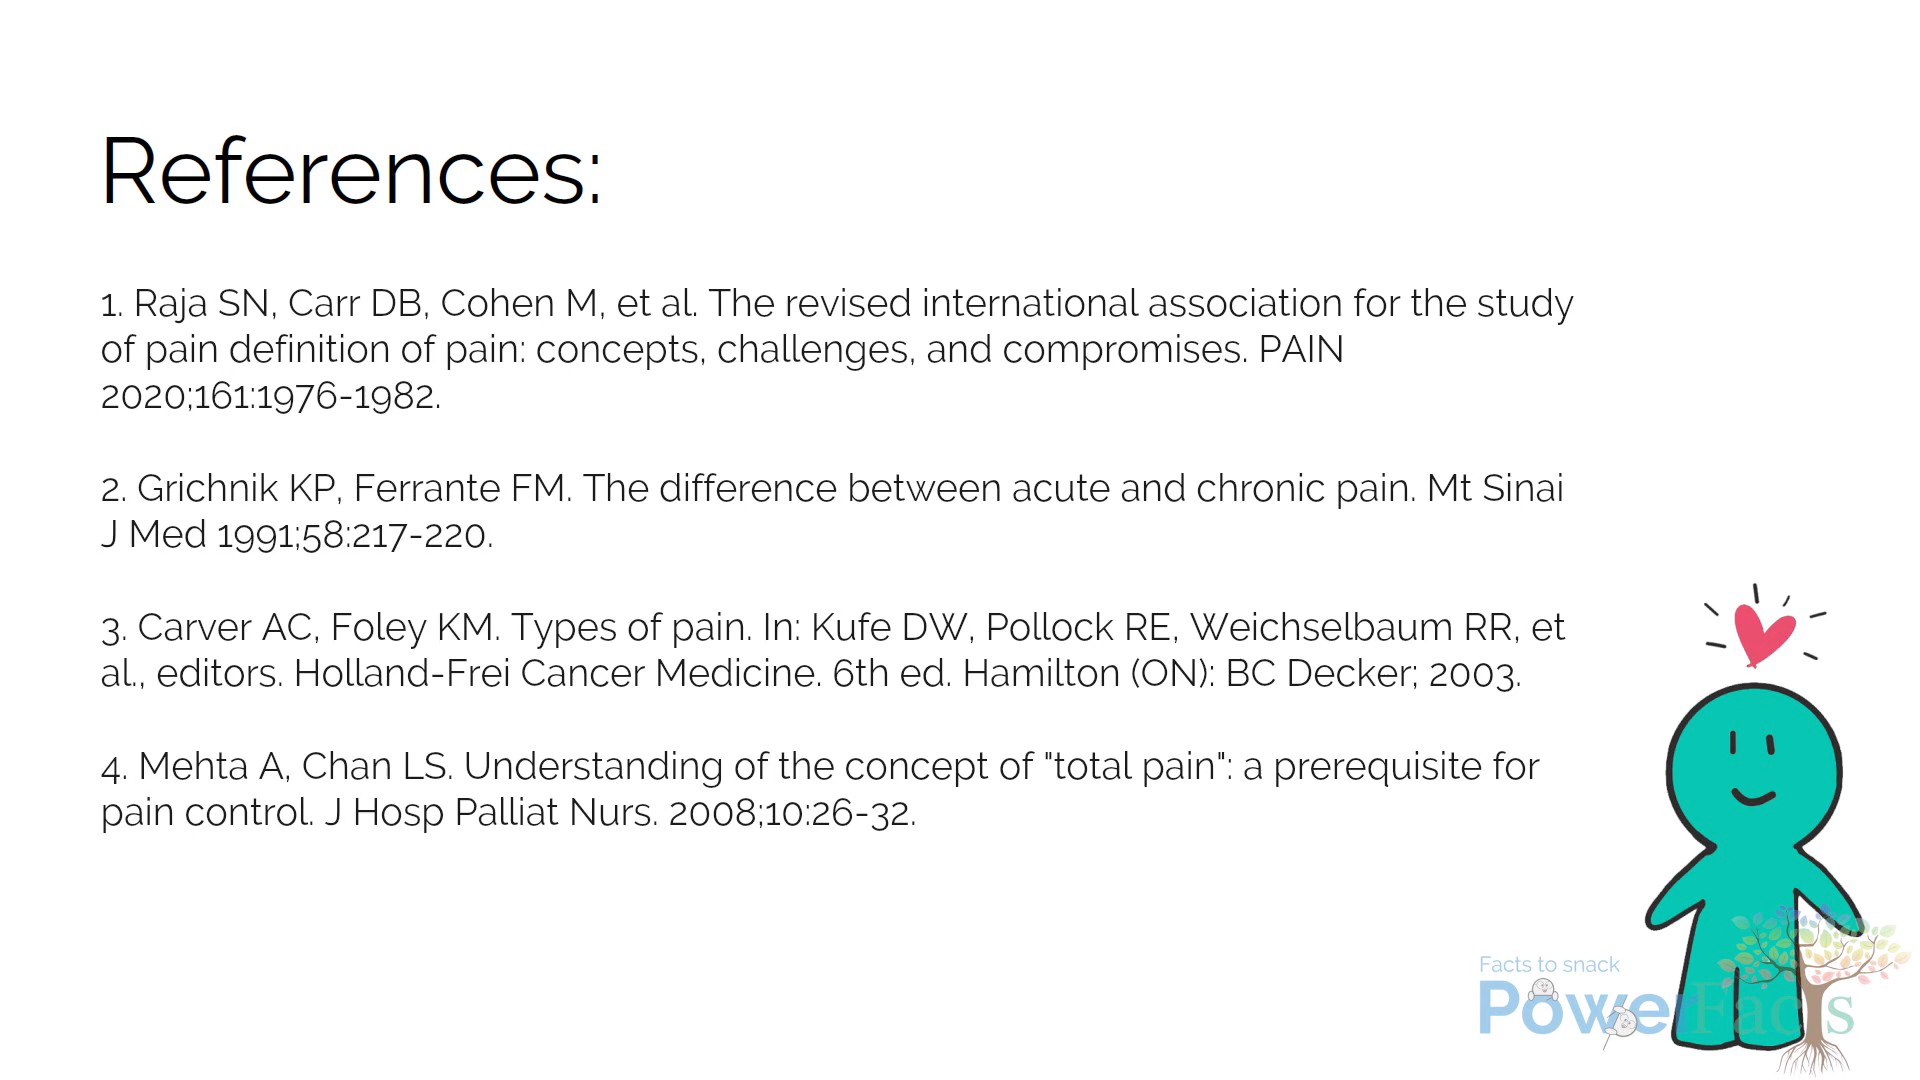 References:
1. Raja SN, Carr DB, Cohen M, et al. The revised international association for the study
of pain definition of pain: concepts, challenges, and compromises. PAIN
2020;161:1976-1982.
2. Grichnik KP, Ferrante FM. The difference between acute and chronic pain. Mt Sinai
J Med 1991;58:217-220.
3. Carver AC, Foley KM. Types of pain. In: Kufe DW, Pollock RE, Weichselbaum RR, et
al., editors. Holland-Frei Cancer Medicine. 6th ed. Hamilton (ON): BC Decker; 2003.
4. Mehta A, Chan LS. Understanding of the concept of "total pain": a prerequisite for
pain control. J Hosp Palliat Nurs. 2008;10:26-32.
Facts to snack
PowerFacts